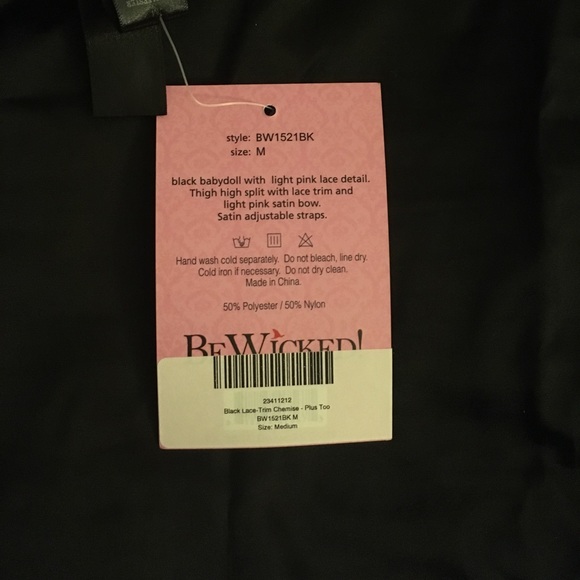 style: BW1521BK
size: M
black babydoll with light pink lace detail.
Thigh high split with lace trim and
light pink satin bow.
Satin adjustable straps.
Hand wash cold separately. Do not bleach, line dry.
Cold iron if necessary. Do not dry clean.
Made in China.
50% Polyester / 50% Nylon
BEWICKED!
23411212
Black Lace-Trim Chemise - Plus Too
BW1521BK M
Size: Medium